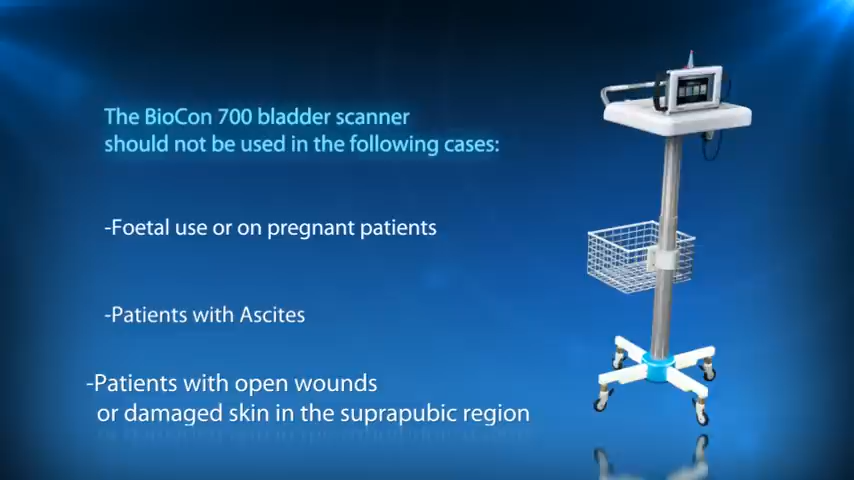 The BioCon 700 bladder scanner
should not be used in the following cases:
-Foetal use or on pregnant patients
-Patients with Ascites
-Patients with open wounds
or damaged skin in the suprapubic region